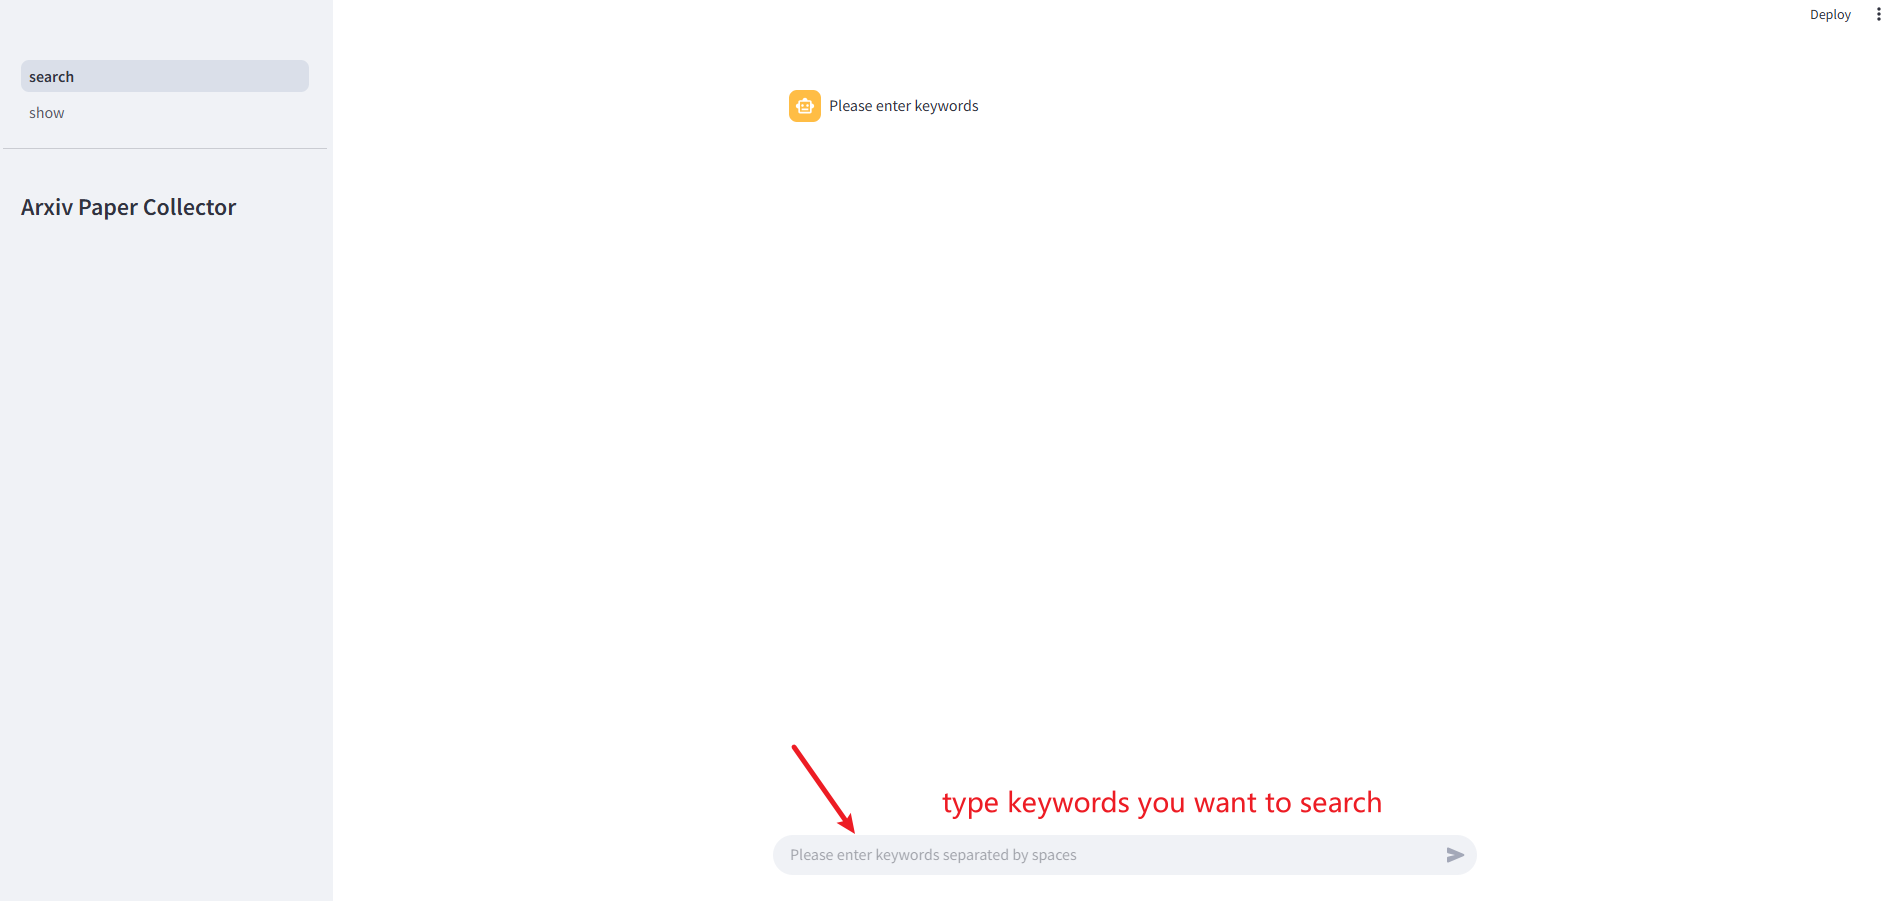 Deploy
search
show
Arxiv Paper Collector
Please enter keywords
type keywords you want to search
Please enter keywords separated by spaces